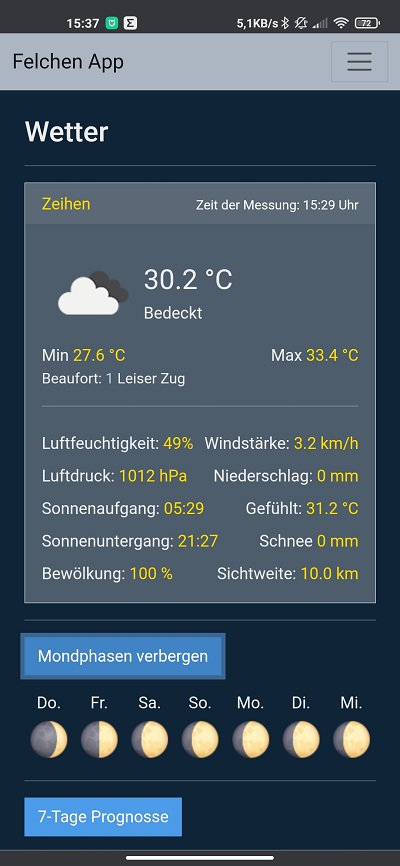 15:37 5,1KB/s 72
Felchen App
Wetter
Zeihen Zeit der Messung: 15:29 Uhr
30.2 °C
Bedeckt
Min 27.6 °C Max 33.4 °C
Beaufort: 1 Leiser Zug
Luftfeuchtigkeit: 49% Windstärke: 3.2 km/h
Luftdruck: 1012 hPa Niederschlag: 0 mm
Sonnenaufgang: 05:29 Gefühlt: 31.2 °C
Sonnenuntergang: 21:27 Schnee 0 mm
Bewölkung: 100 % Sichtweite: 10.0 km
Mondphasen verbergen
Do. Fr. Sa. So. Mo. Di. Mi.
7-Tage Prognosse